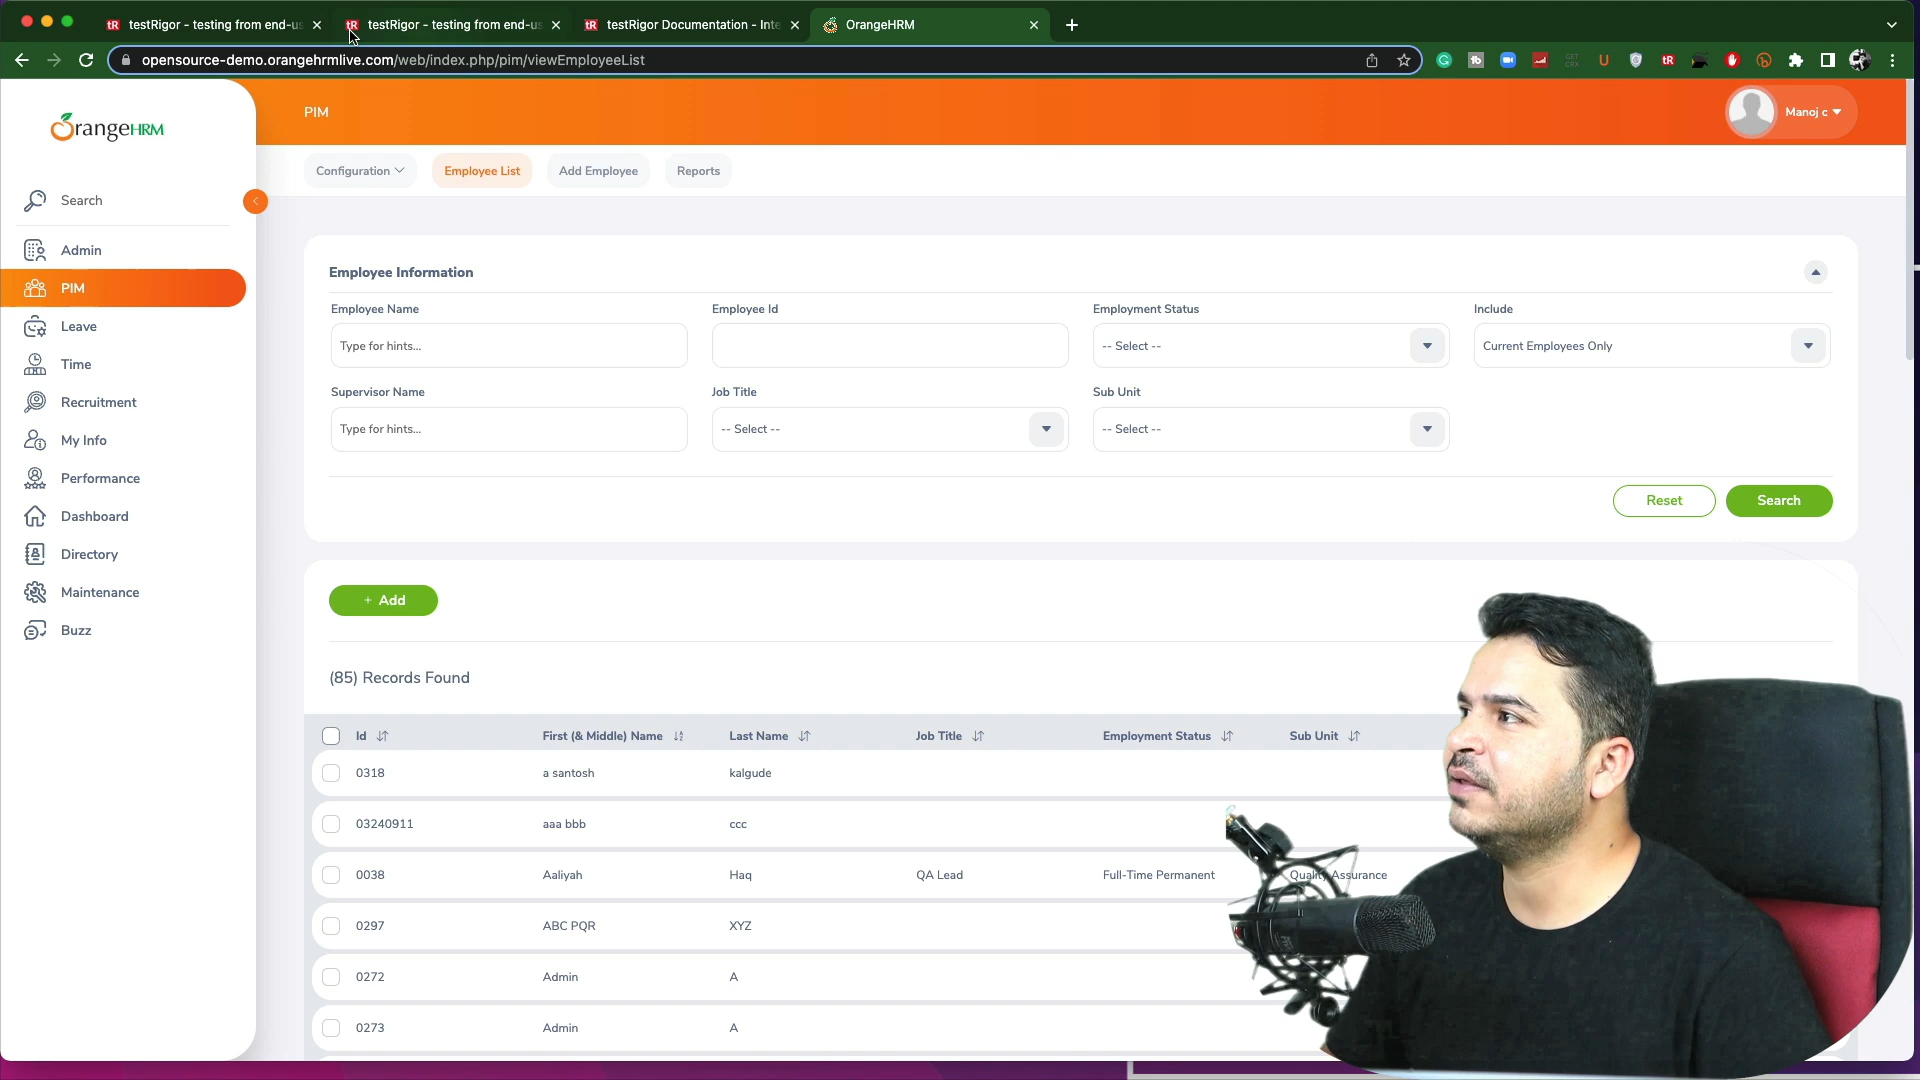 testRigor - testing from end-us
testRigor - testing from end-us
testRigor Documentation - Inte
OrangeHRM
opensource-demo.orangehrmlive.com/web/index.php/pim/viewEmployeeList
OrangeHRM
PIM
Manoj c
Configuration
Employee List
Add Employee
Reports
Search
Admin
PIM
Leave
Time
Recruitment
My Info
Performance
Dashboard
Directory
Maintenance
Buzz
Employee Information
Employee Name
Employee Id
Employment Status
Include
Type for hints...
-- Select --
Current Employees Only
Supervisor Name
Job Title
Sub Unit
Type for hints...
-- Select --
-- Select --
Reset
Search
+ Add
(85) Records Found
Id First (& Middle) Name Last Name Job Title Employment Status Sub Unit
0318 a santosh kalgude
03240911 aaa bbb ccc
0038 Aaliyah Haq QA Lead Full-Time Permanent Quality Assurance
0297 ABC PQR XYZ
0272 Admin A
0273 Admin A